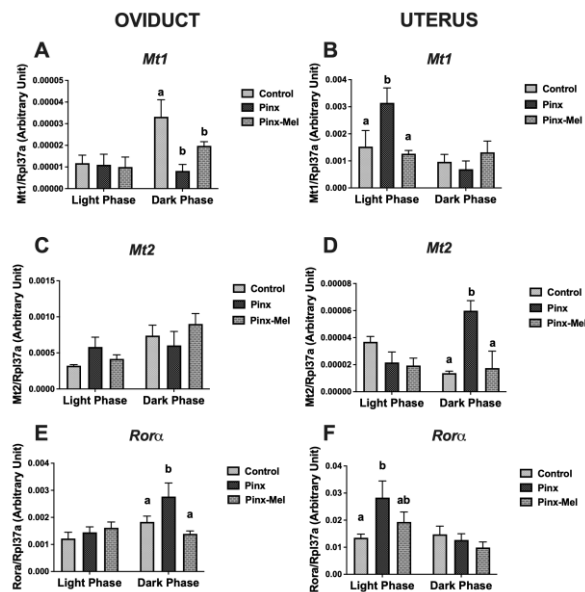 OVIDUCT
UTERUS
A
Mt1
Mt1/Rpl37a (Arbitrary Unit)
0.00005
0.00004
0.00003
0.00002
0.00001
0.00000
a
b
b
Light Phase
Dark Phase
Control
Pinx
Pinx-Mel
B
Mt1
Mt1/Rpl37a (Arbitrary Unit)
0.004
0.003
0.002
0.001
0.000
a
b
a
Light Phase
Dark Phase
Control
Pinx
Pinx-Mel
C
Mt2
Mt2/Rpl37a (Arbitrary Unit)
0.0015
0.0010
0.0005
0.0000
Light Phase
Dark Phase
Control
Pinx
Pinx-Mel
D
Mt2
Mt2/Rpl37a (Arbitrary Unit)
0.00008
0.00006
0.00004
0.00002
0.00000
a
b
a
Light Phase
Dark Phase
Control
Pinx
Pinx-Mel
E
Rorα
Rora/Rpl37a (Arbitrary Unit)
0.004
0.003
0.002
0.001
0.000
a
b
a
Light Phase
Dark Phase
Control
Pinx
Pinx-Mel
F
Rorα
Rora/Rpl37a (Arbitrary Unit)
0.04
0.03
0.02
0.01
0.00
a
b
ab
Light Phase
Dark Phase
Control
Pinx
Pinx-Mel